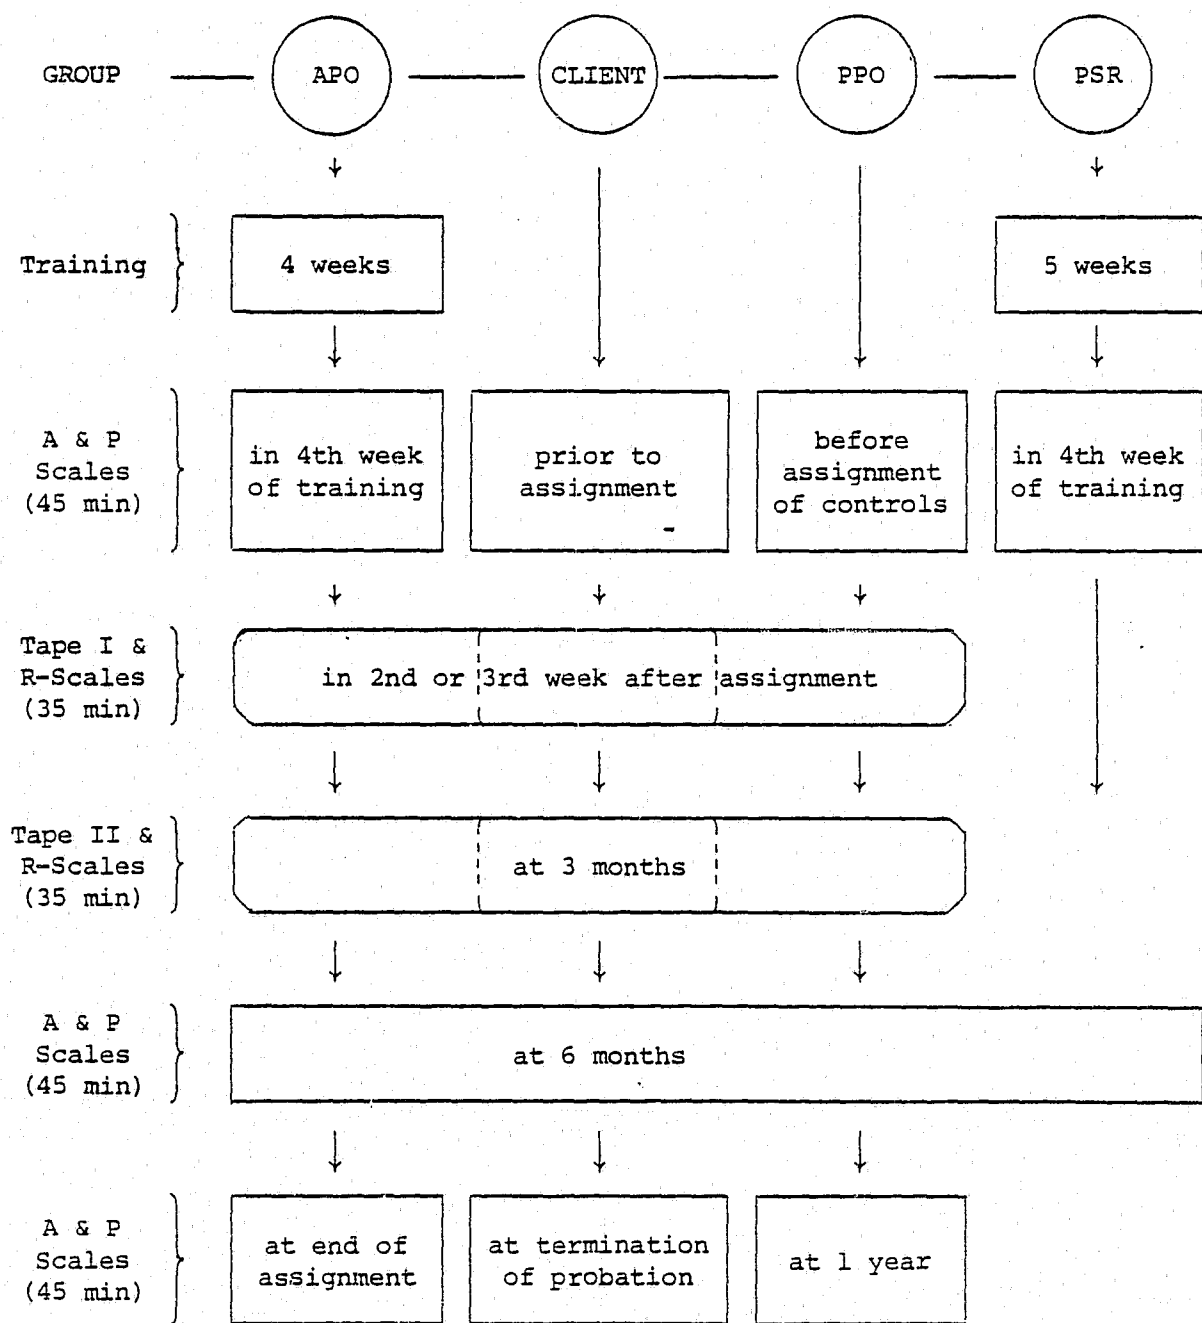 GROUP APO CLIENT PPO PSR
Training 4 weeks 5 weeks
A & P
Scales
(45 min)
in 4th week
of training
prior to
assignment
before
assignment
of controls
in 4th week
of training
Tape I &
R-Scales
(35 min)
in 2nd or 3rd week after assignment
Tape II &
R-Scales
(35 min)
at 3 months
A & P
Scales
(45 min)
at 6 months
A & P
Scales
(45 min)
at end of
assignment
at termination
of probation
at 1 year